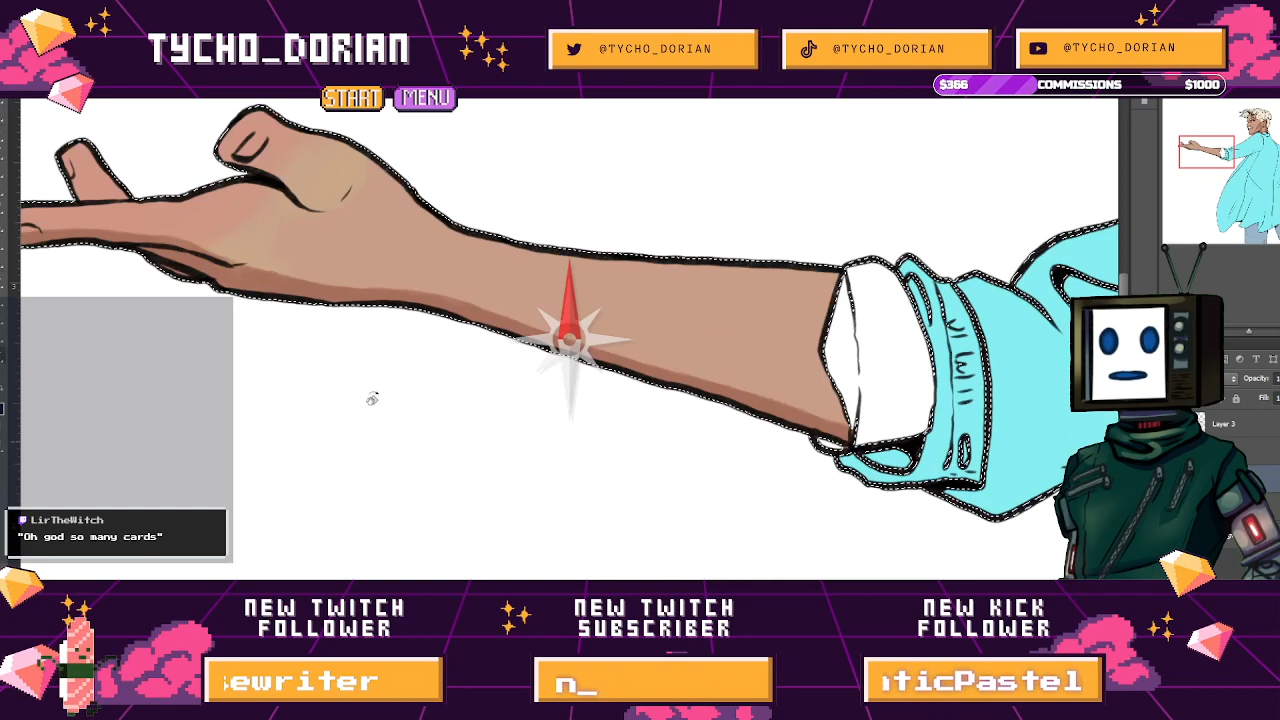 TYCHO_DORIAN
@TYCHO_DORIAN
@TYCHO_DORIAN
@TYCHO_DORIAN
START
MENU
$366
COMMISSIONS
$1000
Opacity:
Fill:
Layer 3
LirTheWitch
"Oh god so many cards"
NEW TWITCH
FOLLOWER
NEW TWITCH
SUBSCRIBER
NEW KICK
FOLLOWER
ewriter
n_
ticPastel